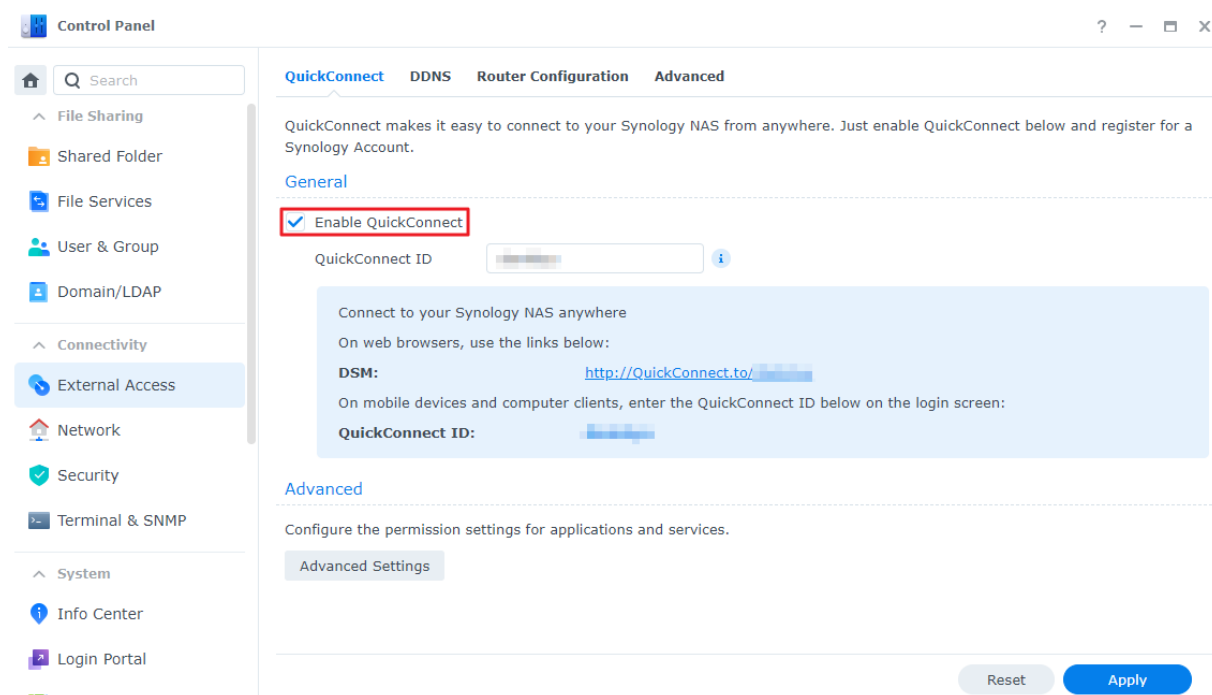 Control Panel
?
Search
File Sharing
Shared Folder
File Services
User & Group
Domain/LDAP
Connectivity
External Access
Network
Security
Terminal & SNMP
System
Info Center
Login Portal
QuickConnect DDNS Router Configuration Advanced
QuickConnect makes it easy to connect to your Synology NAS from anywhere. Just enable QuickConnect below and register for a
Synology Account.
General
Enable QuickConnect
QuickConnect ID
Connect to your Synology NAS anywhere
On web browsers, use the links below:
DSM: http://QuickConnect.to/
On mobile devices and computer clients, enter the QuickConnect ID below on the login screen:
QuickConnect ID:
Advanced
Configure the permission settings for applications and services.
Advanced Settings
Reset Apply